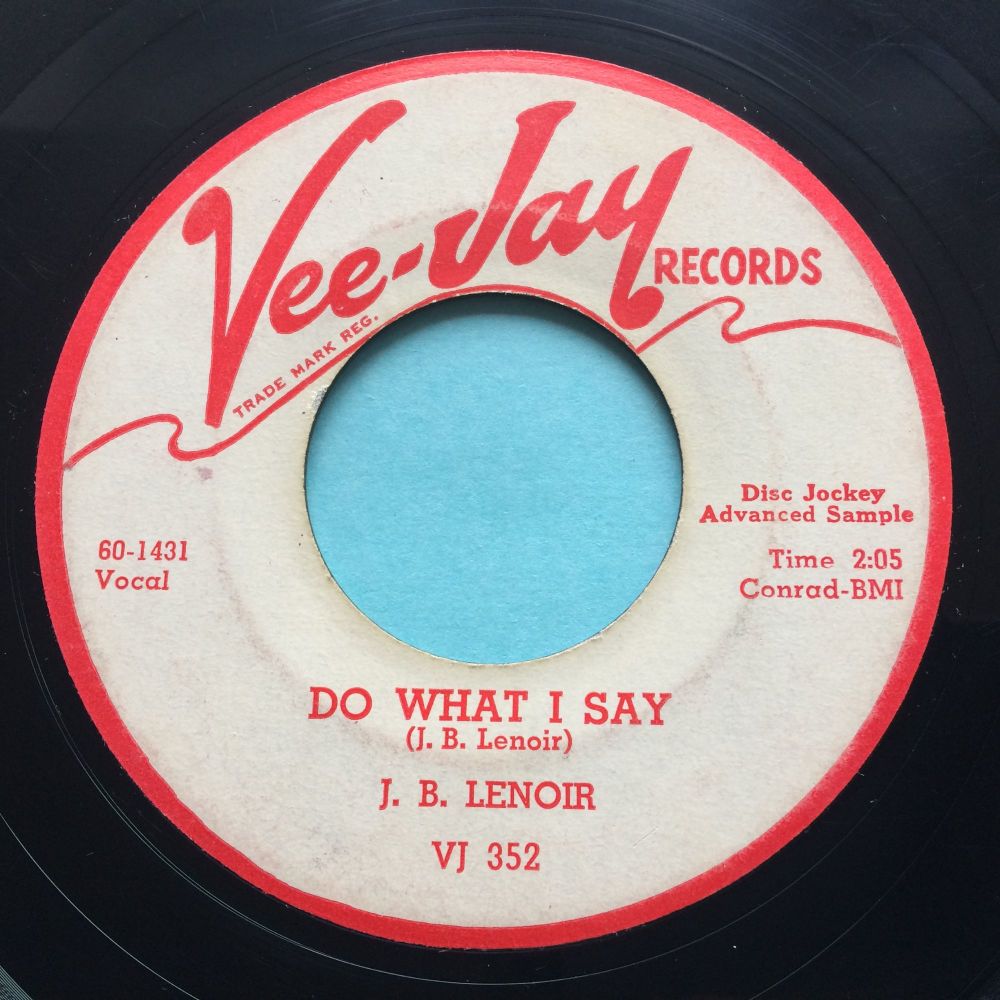 Vee-Jay
RECORDS
TRADE MARK REG.
Disc Jockey
Advanced Sample
60-1431
Vocal
Time 2:05
Conrad-BMI
DO WHAT I SAY
(J. B. Lenoir)
J. B. LENOIR
VJ 352